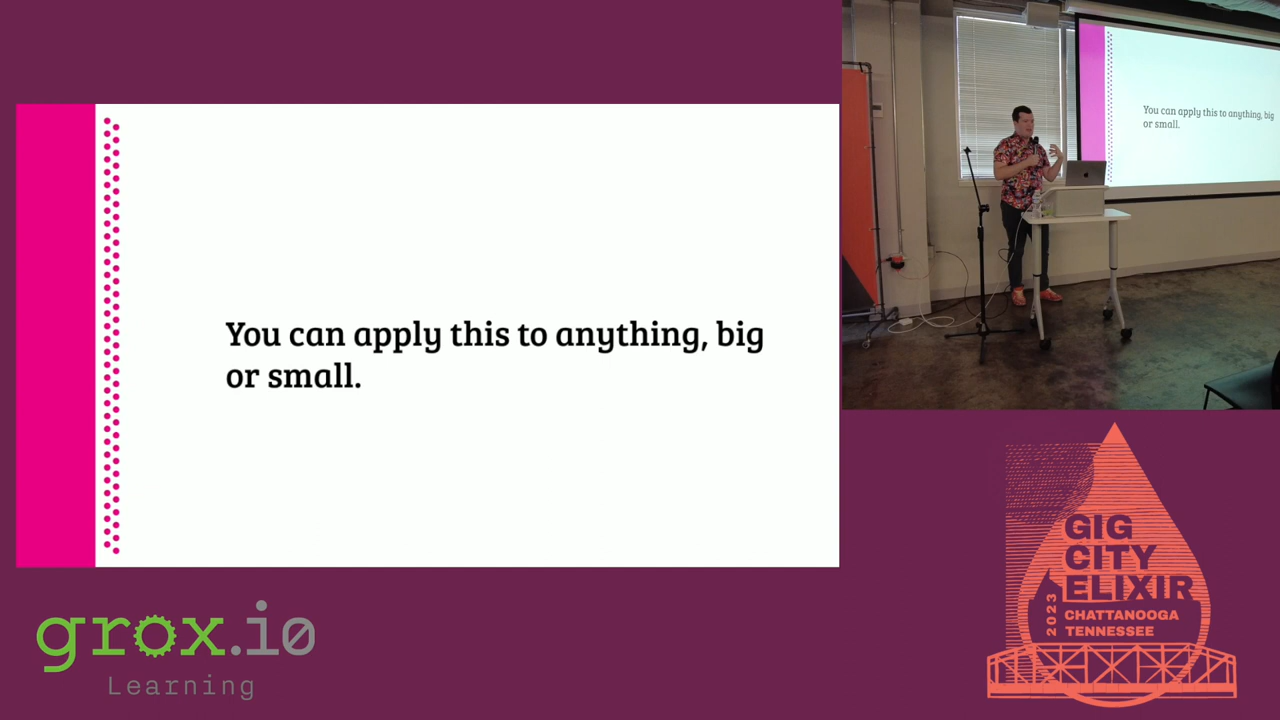 You can apply this to anything, big
or small.
You can apply this to anything, big
or small.
grox.io
Learning
GIG
CITY
ELIXIR
2023
CHATTANOOGA
TENNESSEE